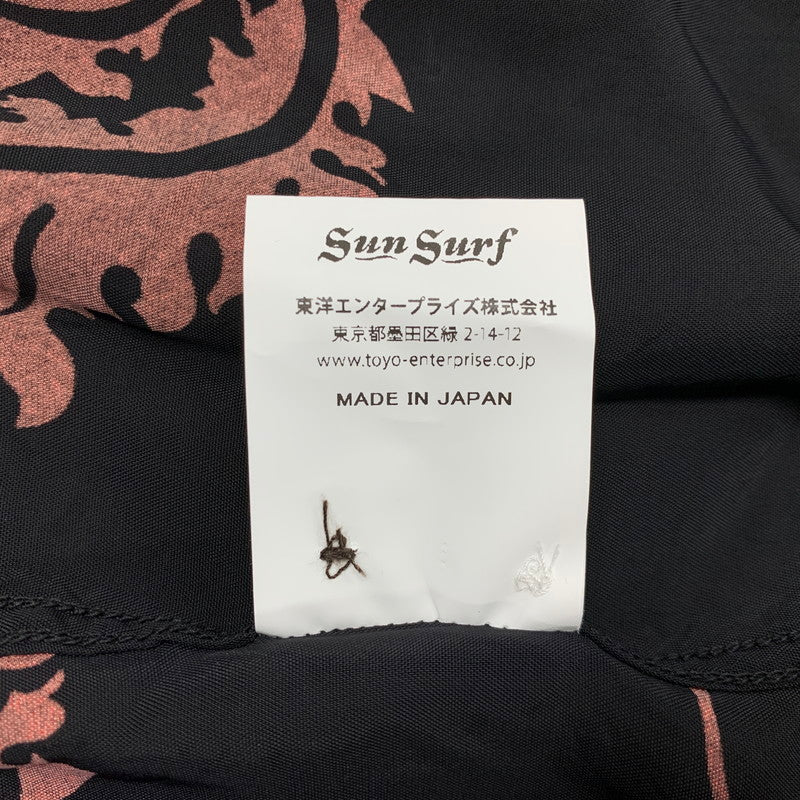 Sun Surf
東洋エンタープライズ株式会社
東京都墨田区緑 2-14-12
www.toyo-enterprise.co.jp
MADE IN JAPAN